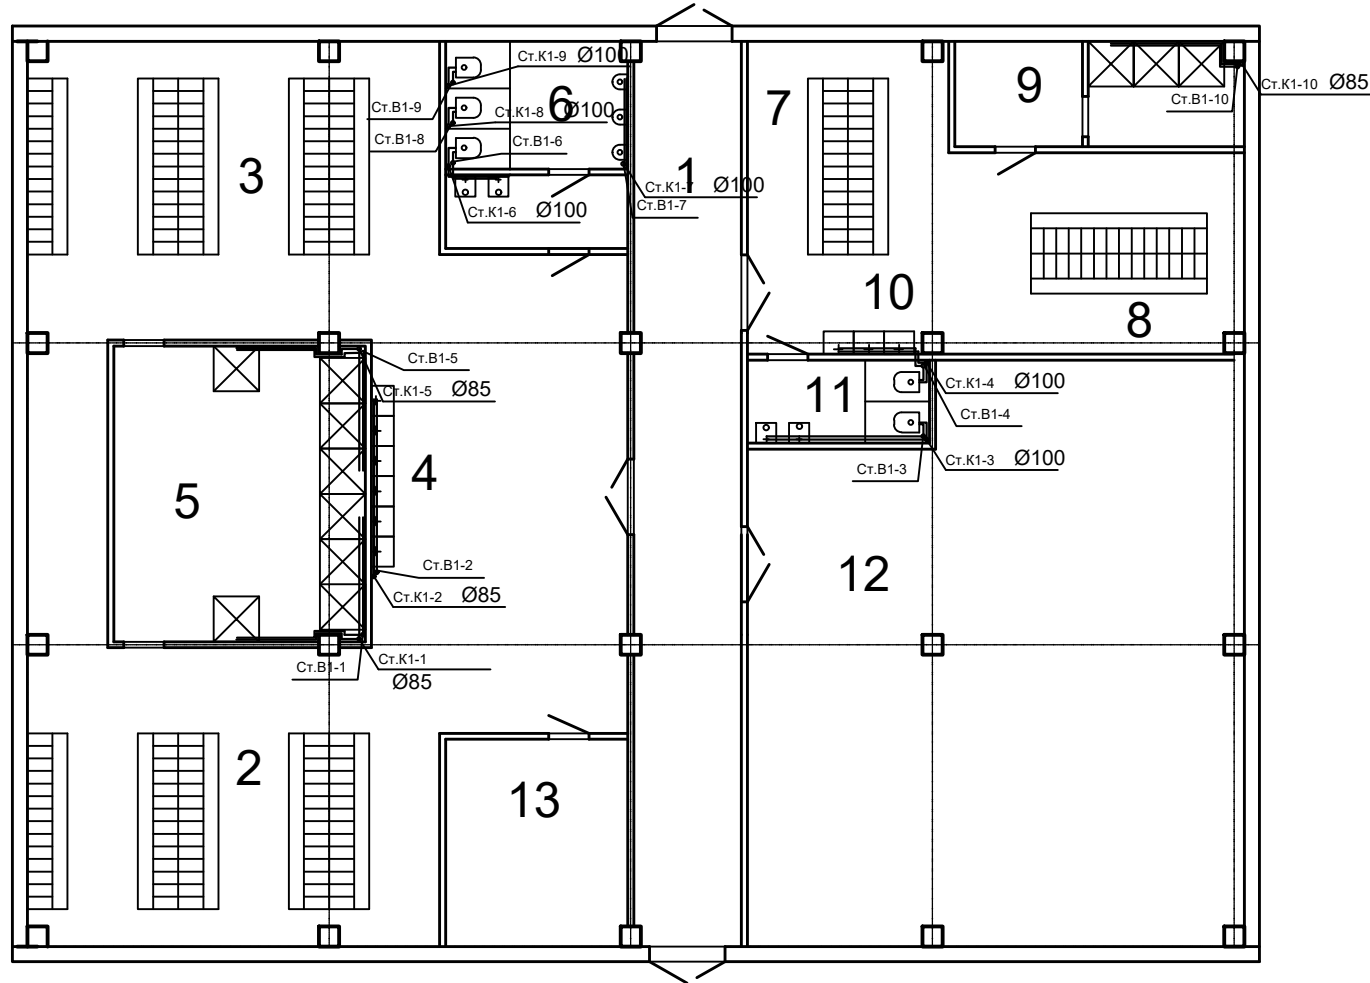 Ст.К1-9 Ø100
Ст.В1-9
6
Ст.К1-8 Ø100
Ст.В1-8
Ст.В1-6
Ст.К1-6 Ø100
Ст.К1-7 Ø100
Ст.В1-7
3
1
7
9
Ст.К1-10 Ø85
Ст.В1-10
10
8
Ст.В1-5
Ст.К1-5 Ø85
11
Ст.К1-4 Ø100
Ст.В1-4
Ст.В1-3
Ст.К1-3 Ø100
5
4
Ст.В1-2
Ст.К1-2 Ø85
12
Ст.В1-1
Ст.К1-1
Ø85
2
13